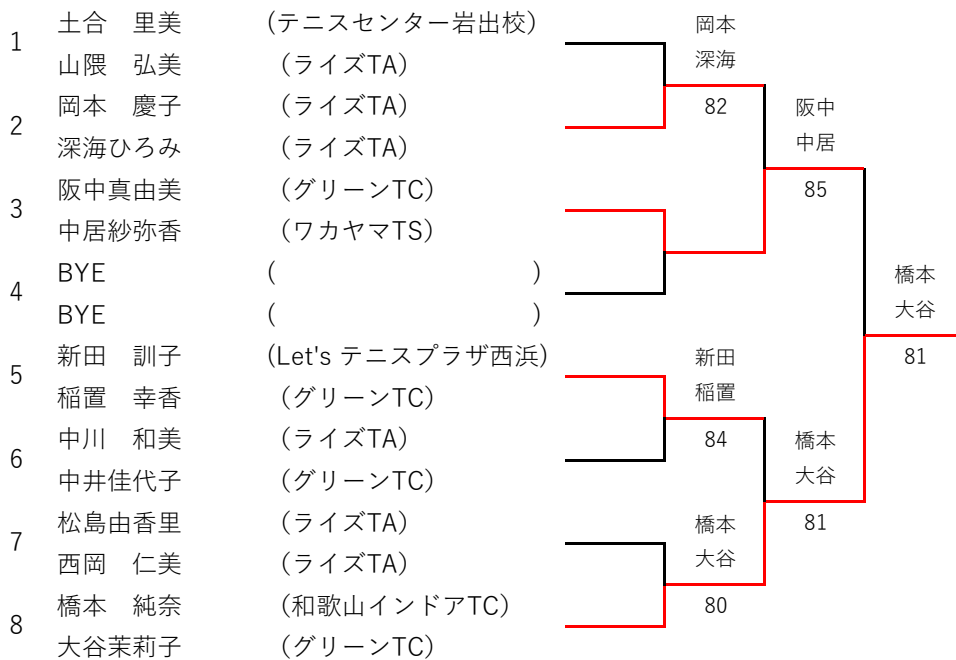 1
土合　里美 (テニスセンター岩出校)
山隈　弘美 (ライズTA)
2
岡本　慶子 (ライズTA)
深海ひろみ (ライズTA)
3
阪中真由美 (グリーンTC)
中居紗弥香 (ワカヤマTS)
4
BYE ( )
BYE ( )
5
新田　訓子 (Let's テニスプラザ西浜)
稲置　幸香 (グリーンTC)
6
中川　和美 (ライズTA)
中井佳代子 (グリーンTC)
7
松島由香里 (ライズTA)
西岡　仁美 (ライズTA)
8
橋本　純奈 (和歌山インドアTC)
大谷茉莉子 (グリーンTC)
岡本
深海
82
新田
稲置
84
橋本
大谷
80
阪中
中居
85
橋本
大谷
81
橋本
大谷
81